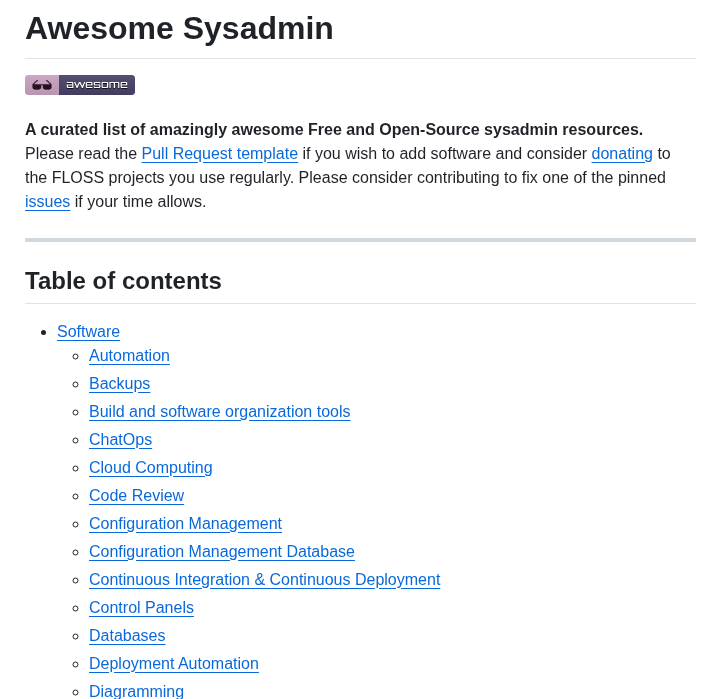 Awesome Sysadmin
awesome
A curated list of amazingly awesome Free and Open-Source sysadmin resources.
Please read the Pull Request template if you wish to add software and consider donating to
the FLOSS projects you use regularly. Please consider contributing to fix one of the pinned
issues if your time allows.
Table of contents
Software
Automation
Backups
Build and software organization tools
ChatOps
Cloud Computing
Code Review
Configuration Management
Configuration Management Database
Continuous Integration & Continuous Deployment
Control Panels
Databases
Deployment Automation
Diagramming